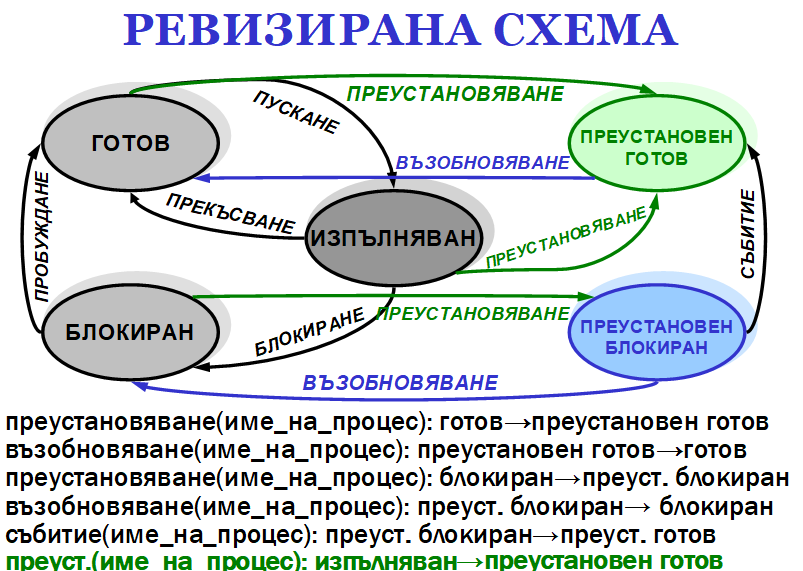 РЕВИЗИРАНА СХЕМА
ПУСКАНЕ
ПРЕУСТАНОВЯВАНЕ
ГОТОВ
ПРЕУСТАНОВЕН
ГОТОВ
ВЪЗОБНОВЯВАНЕ
ПРОБУЖДАНЕ
ПРЕКЪСВАНЕ
ИЗПЪЛНЯВАН
ПРЕУСТАНОВЯВАНЕ
СЪБИТИЕ
БЛОКИРАН
БЛОКИРАНЕ
ПРЕУСТАНОВЯВАНЕ
ПРЕУСТАНОВЕН
БЛОКИРАН
ВЪЗОБНОВЯВАНЕ
преустановяване(име_на_процес): готов→преустановен готов
възобновяване(име_на_процес): преустановен готов→готов
преустановяване(име_на_процес): блокиран→преуст. блокиран
възобновяване(име_на_процес): преуст. блокиран→ блокиран
събитие(име_на_процес): преуст. блокиран→преуст. готов
преуст.(име_на_процес): изпълняван→преустановен готов